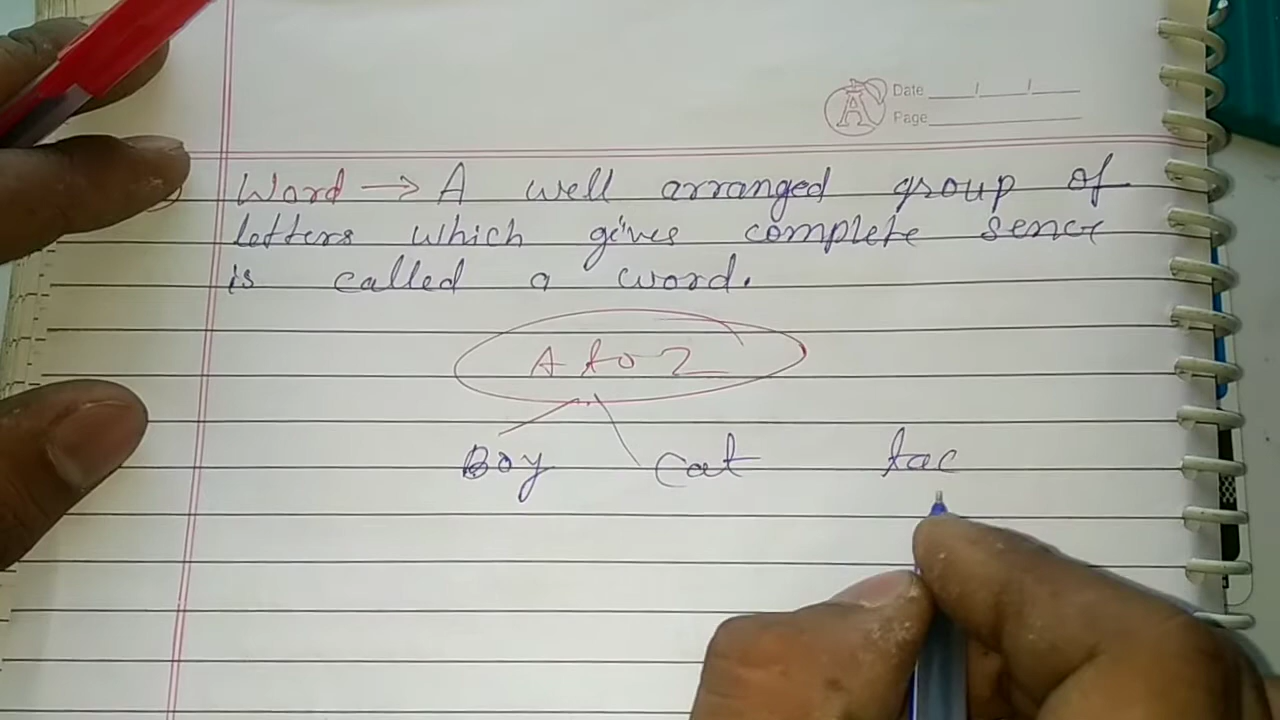 A
Date / /
Page
Word → A well arranged group of
letters which gives complete sence
is called a word.
A to Z
Boy Cat tac